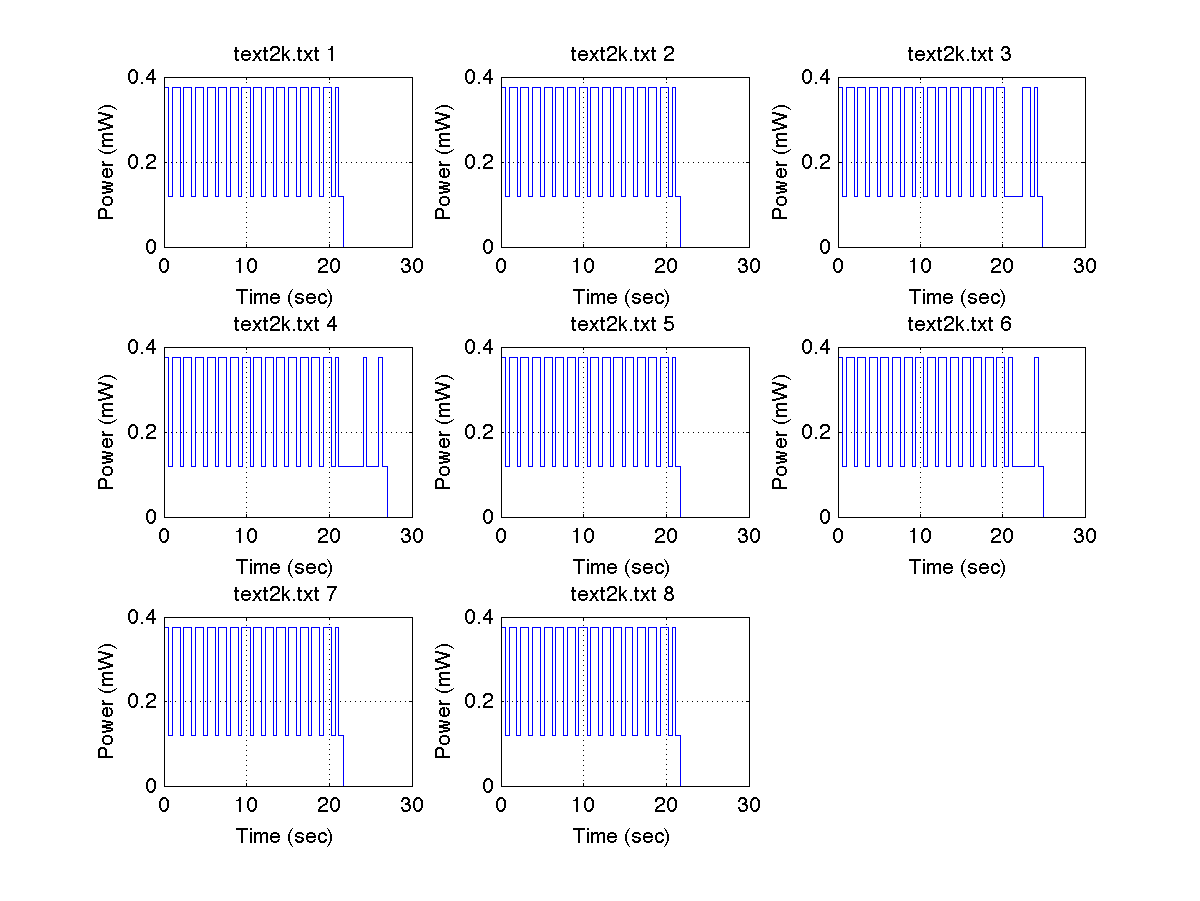 text2k.txt 1
text2k.txt 2
text2k.txt 3
0.4
0.2
0
Power (mW)
0 10 20 30
Time (sec)
0.4
0.2
0
Power (mW)
0 10 20 30
Time (sec)
0.4
0.2
0
Power (mW)
0 10 20 30
Time (sec)
text2k.txt 4
text2k.txt 5
text2k.txt 6
0.4
0.2
0
Power (mW)
0 10 20 30
Time (sec)
0.4
0.2
0
Power (mW)
0 10 20 30
Time (sec)
0.4
0.2
0
Power (mW)
0 10 20 30
Time (sec)
text2k.txt 7
text2k.txt 8
0.4
0.2
0
Power (mW)
0 10 20 30
Time (sec)
0.4
0.2
0
Power (mW)
0 10 20 30
Time (sec)